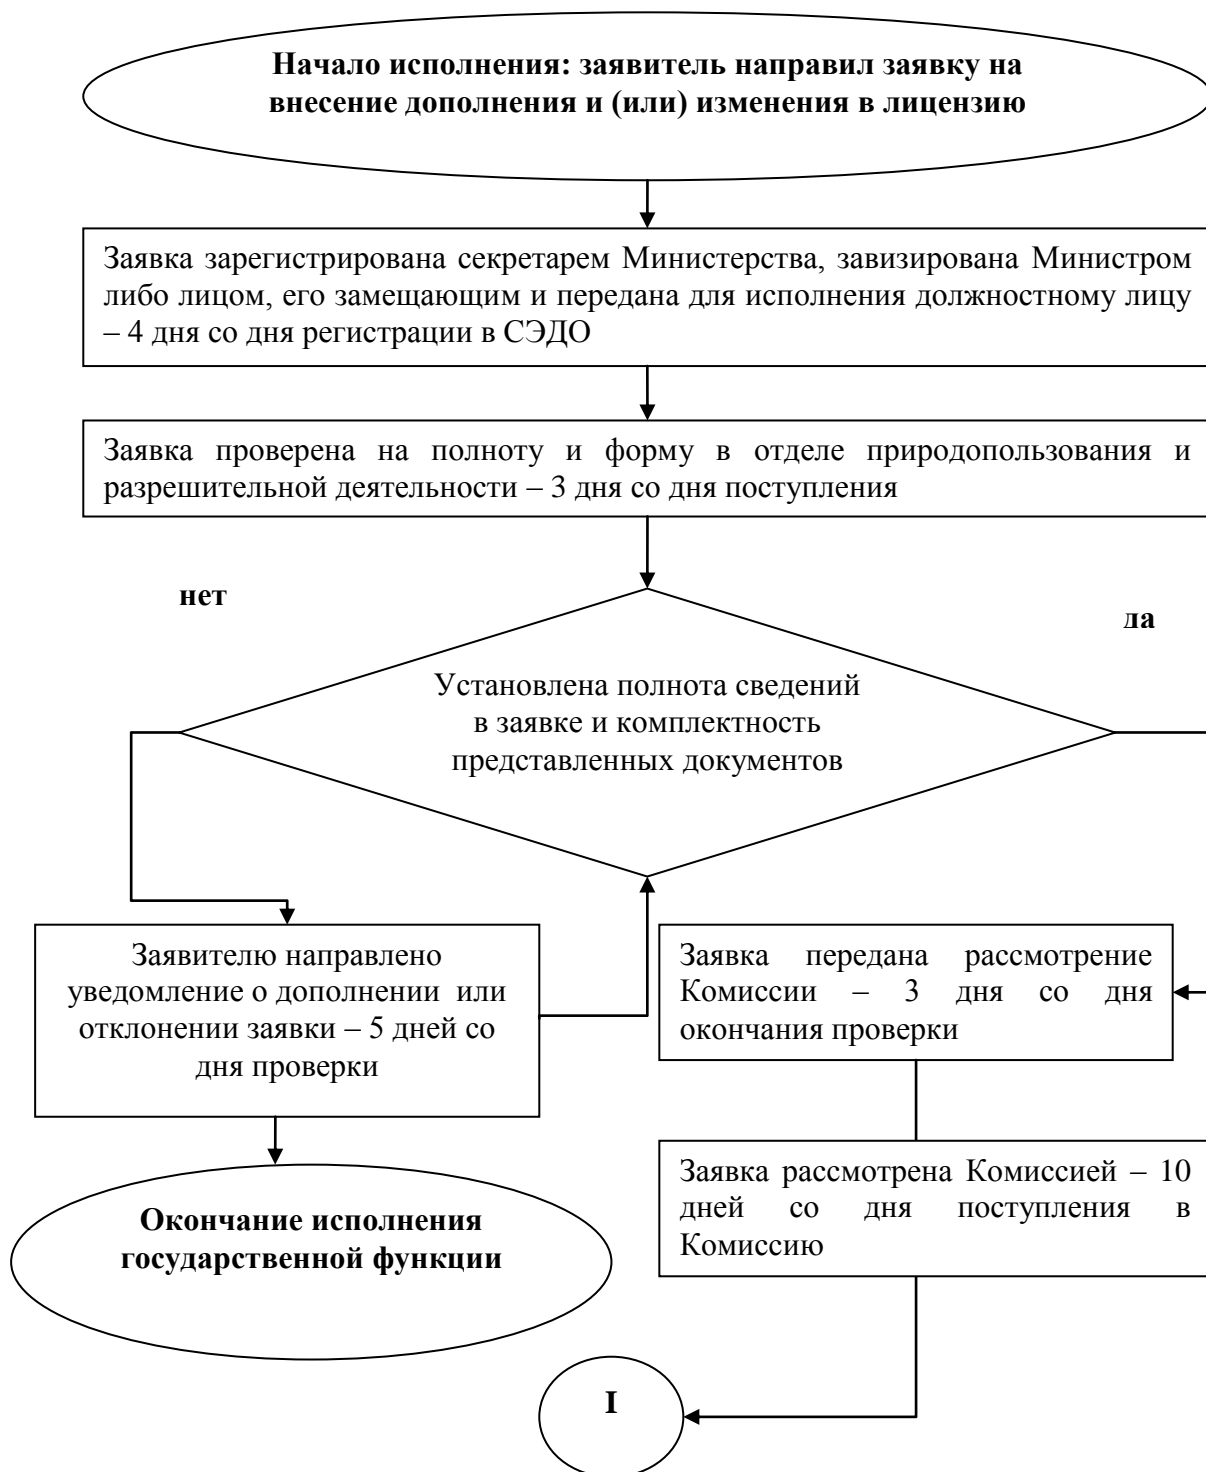 Начало исполнения: заявитель направил заявку на
внесение дополнения и (или) изменения в лицензию
Заявка зарегистрирована секретарем Министерства, завизирована Министром
либо лицом, его замещающим и передана для исполнения должностному лицу
– 4 дня со дня регистрации в СЭДО
Заявка проверена на полноту и форму в отделе природопользования и
разрешительной деятельности – 3 дня со дня поступления
нет
да
Установлена полнота сведений
в заявке и комплектность
представленных документов
Заявителю направлено
уведомление о дополнении или
отклонении заявки – 5 дней со
дня проверки
Заявка передана рассмотрение
Комиссии – 3 дня со дня
окончания проверки
Заявка рассмотрена Комиссией – 10
дней со дня поступления в
Комиссию
Окончание исполнения
государственной функции
I